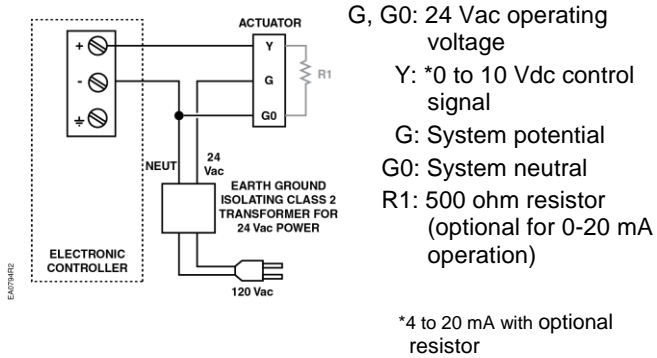 ACTUATOR
+
Y
-
G
R1
G0
NEUT
24
Vac
EARTH GROUND
ISOLATING CLASS 2
TRANSFORMER FOR
24 Vac POWER
ELECTRONIC
CONTROLLER
120 Vac
EA0794R2
G, G0: 24 Vac operating
voltage
Y: *0 to 10 Vdc control
signal
G: System potential
G0: System neutral
R1: 500 ohm resistor
(optional for 0-20 mA
operation)
*4 to 20 mA with optional
resistor